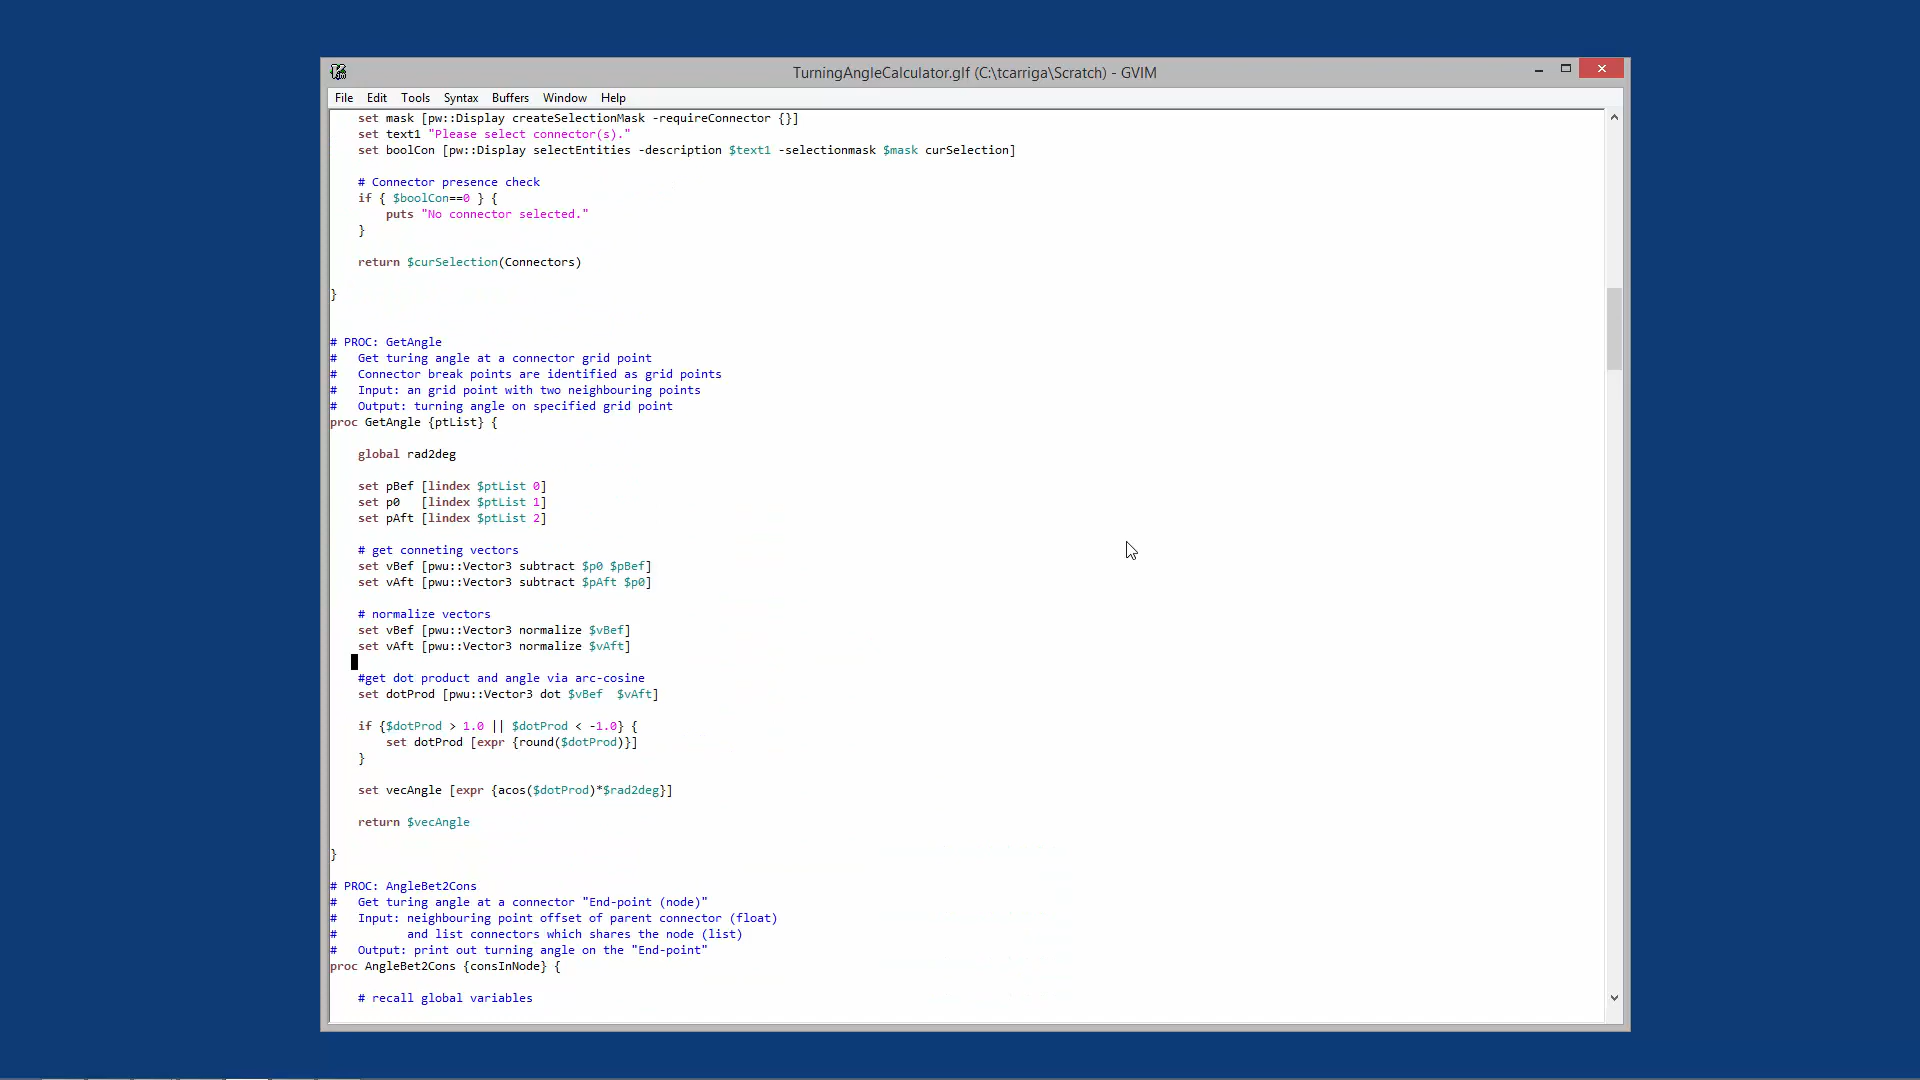 TurningAngleCalculator.glf (C:\tcarriga\Scratch) - GVIM
File Edit Tools Syntax Buffers Window Help
    set mask [pw::Display createSelectionMask -requireConnector {}]
    set text1 "Please select connector(s)."
    set boolCon [pw::Display selectEntities -description $text1 -selectionmask $mask curSelection]
    # Connector presence check
    if { $boolCon==0 } {
        puts "No connector selected."
    }
    return $curSelection(Connectors)
}
# PROC: GetAngle
#   Get turing angle at a connector grid point
#   Connector break points are identified as grid points
#   Input: an grid point with two neighbouring points
#   Output: turning angle on specified grid point
proc GetAngle {ptList} {
    global rad2deg
    set pBef [lindex $ptList 0]
    set p0   [lindex $ptList 1]
    set pAft [lindex $ptList 2]
    # get conneting vectors
    set vBef [pwu::Vector3 subtract $p0 $pBef]
    set vAft [pwu::Vector3 subtract $pAft $p0]
    # normalize vectors
    set vBef [pwu::Vector3 normalize $vBef]
    set vAft [pwu::Vector3 normalize $vAft]
    #get dot product and angle via arc-cosine
    set dotProd [pwu::Vector3 dot $vBef  $vAft]
    if {$dotProd > 1.0 || $dotProd < -1.0} {
        set dotProd [expr {round($dotProd)}]
    }
    set vecAngle [expr {acos($dotProd)*$rad2deg}]
    return $vecAngle
}
# PROC: AngleBet2Cons
#   Get turing angle at a connector "End-point (node)"
#   Input: neighbouring point offset of parent connector (float)
#          and list connectors which shares the node (list)
#   Output: print out turning angle on the "End-point"
proc AngleBet2Cons {consInNode} {
    # recall global variables